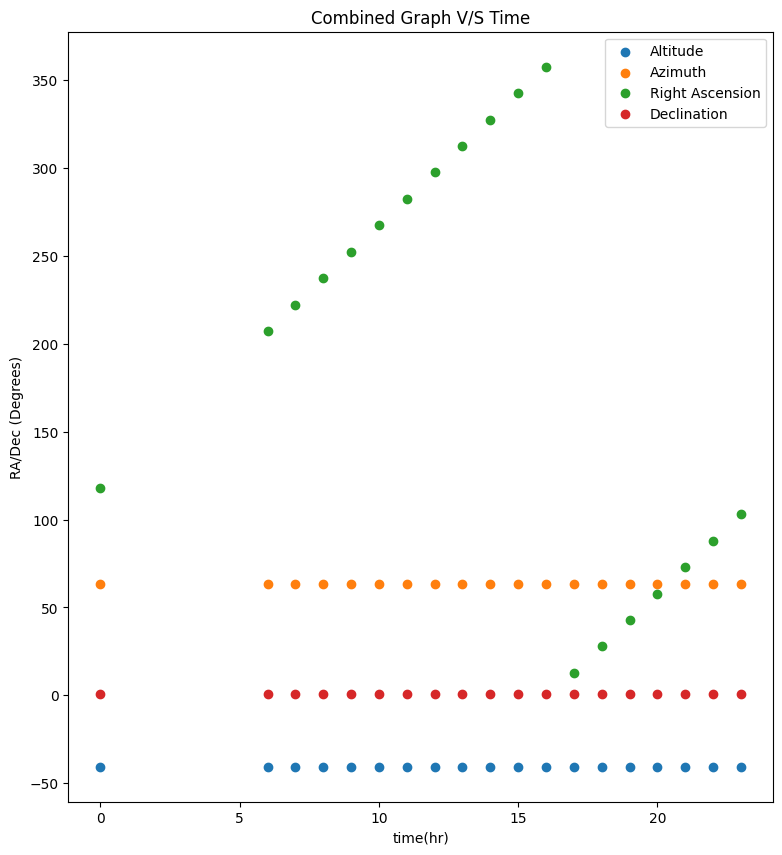 Combined Graph V/S Time
Altitude
Azimuth
Right Ascension
Declination
RA/Dec (Degrees)
350
300
250
200
150
100
50
0
−50
0
5
10
15
20
time(hr)